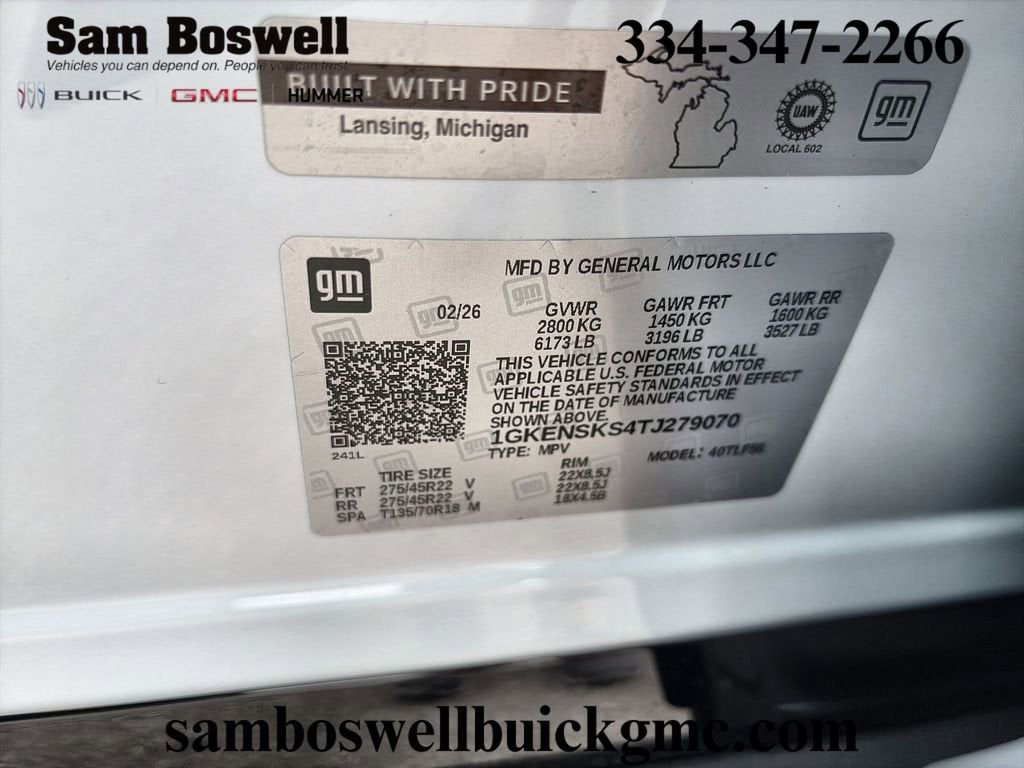 Sam Boswell
Vehicles you can depend on. People you can trust.
BUICK GMC HUMMER
334-347-2266
BUILT WITH PRIDE
Lansing, Michigan
UAW
LOCAL 602
gm
gm
MFD BY GENERAL MOTORS LLC
02/26
GVWR
2800 KG
6173 LB
GAWR FRT
1450 KG
3196 LB
GAWR RR
1600 KG
3527 LB
THIS VEHICLE CONFORMS TO ALL
APPLICABLE U.S. FEDERAL MOTOR
VEHICLE SAFETY STANDARDS IN EFFECT
ON THE DATE OF MANUFACTURE
SHOWN ABOVE.
1GKENSKS4TJ279070
TYPE: MPV MODEL: 40TLF56
241L
TIRE SIZE RIM
FRT 275/45R22 V 22X8.5J
RR 275/45R22 V 22X8.5J
SPA T135/70R18 M 18X4.5B
samboswellbuickgmc.com